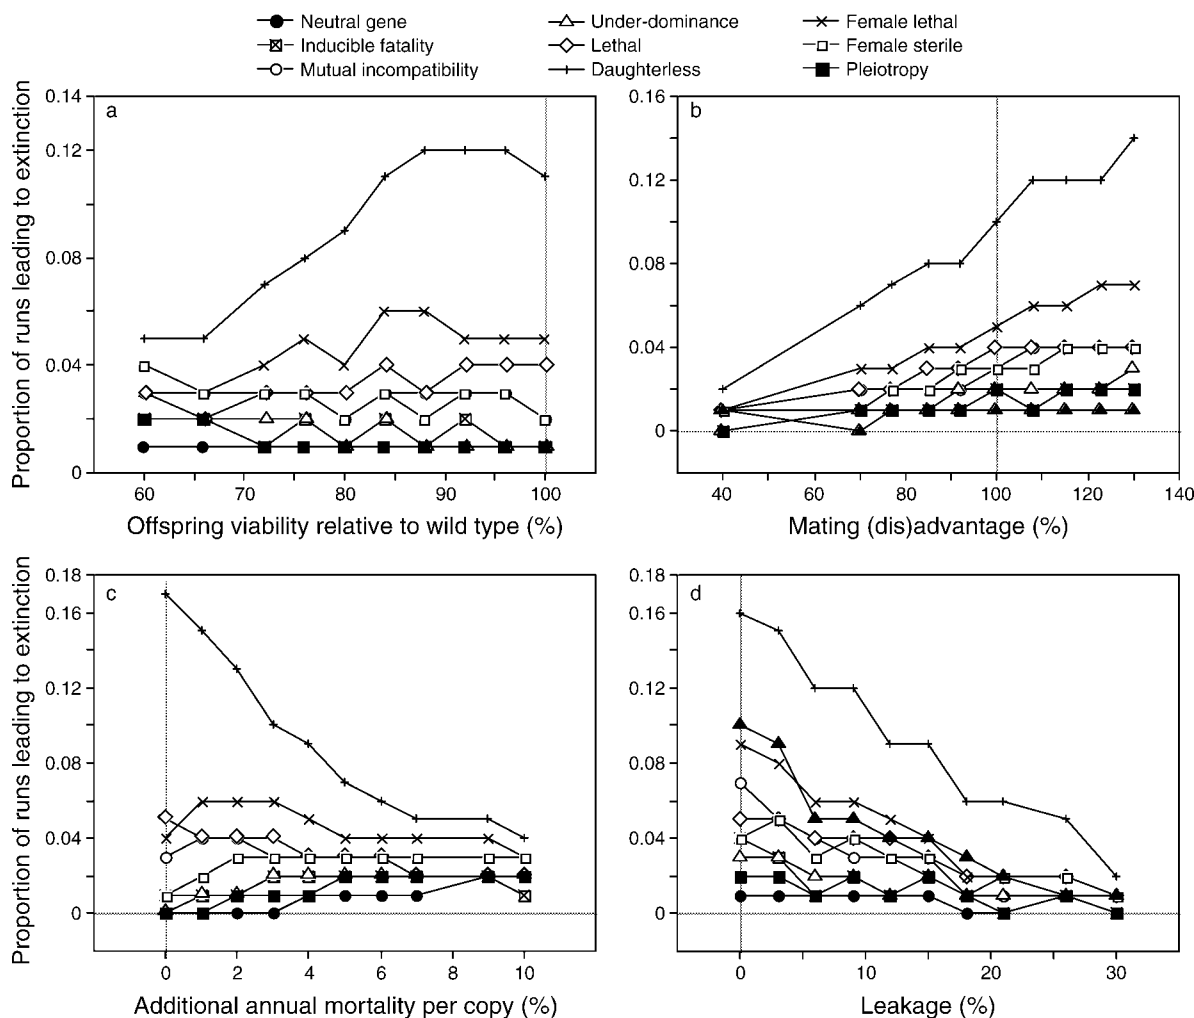 Neutral gene Under-dominance Female lethal
Inducible fatality Lethal Female sterile
Mutual incompatibility Daughterless Pleiotropy
a
0.14
0.12
0.08
0.04
0
Proportion of runs leading to extinction
60 70 80 90 100
Offspring viability relative to wild type (%)
b
0.16
0.12
0.08
0.04
0
40 60 80 100 120 140
Mating (dis)advantage (%)
c
0.18
0.16
0.12
0.08
0.04
0
Proportion of runs leading to extinction
0 2 4 6 8 10
Additional annual mortality per copy (%)
d
0.18
0.16
0.12
0.08
0.04
0
0 10 20 30
Leakage (%)